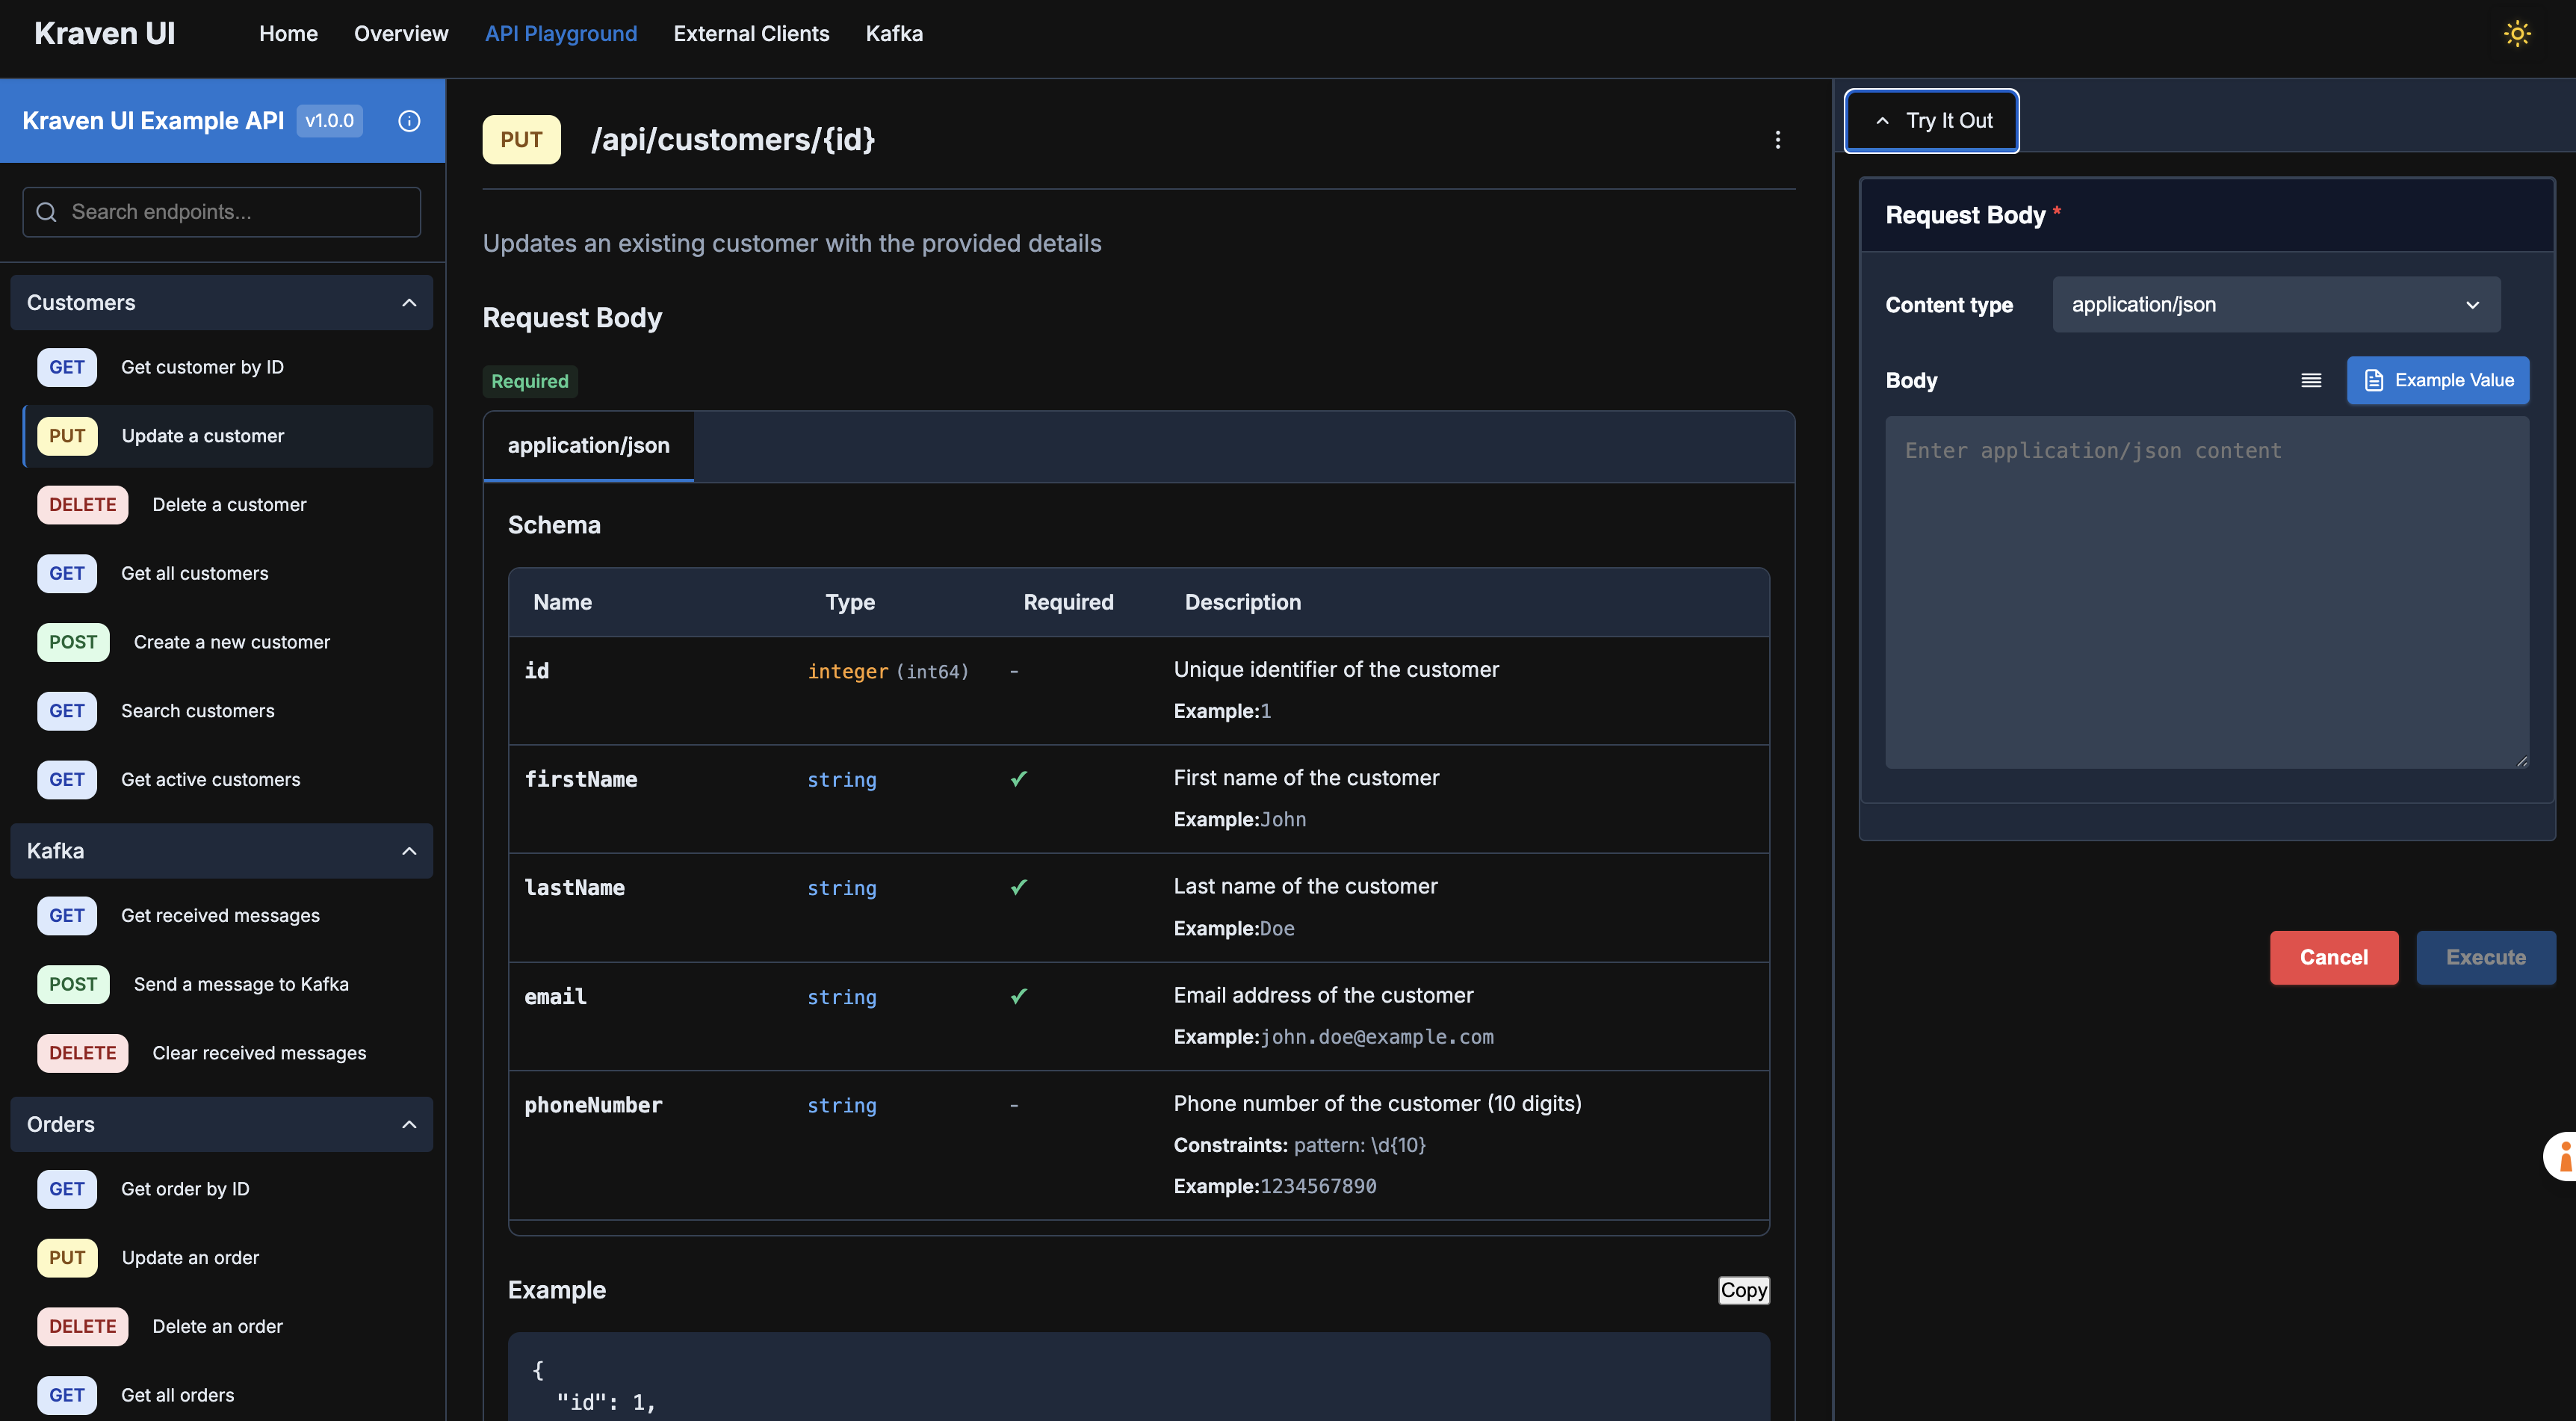 Kraven UI
Home
Overview
API Playground
External Clients
Kafka
Kraven UI Example API
v1.0.0
Search endpoints...
Customers
GET Get customer by ID
PUT Update a customer
DELETE Delete a customer
GET Get all customers
POST Create a new customer
GET Search customers
GET Get active customers
Kafka
GET Get received messages
POST Send a message to Kafka
DELETE Clear received messages
Orders
GET Get order by ID
PUT Update an order
DELETE Delete an order
GET Get all orders
PUT /api/customers/{id}
Updates an existing customer with the provided details
Request Body
Required
application/json
Schema
Name Type Required Description
id integer (int64) - Unique identifier of the customer
Example:1
firstName string ✓ First name of the customer
Example:John
lastName string ✓ Last name of the customer
Example:Doe
email string ✓ Email address of the customer
Example:john.doe@example.com
phoneNumber string - Phone number of the customer (10 digits)
Constraints: pattern: \d{10}
Example:1234567890
Example
Copy
{
"id": 1,
Try It Out
Request Body *
Content type application/json
Body
Example Value
Enter application/json content
Cancel
Execute